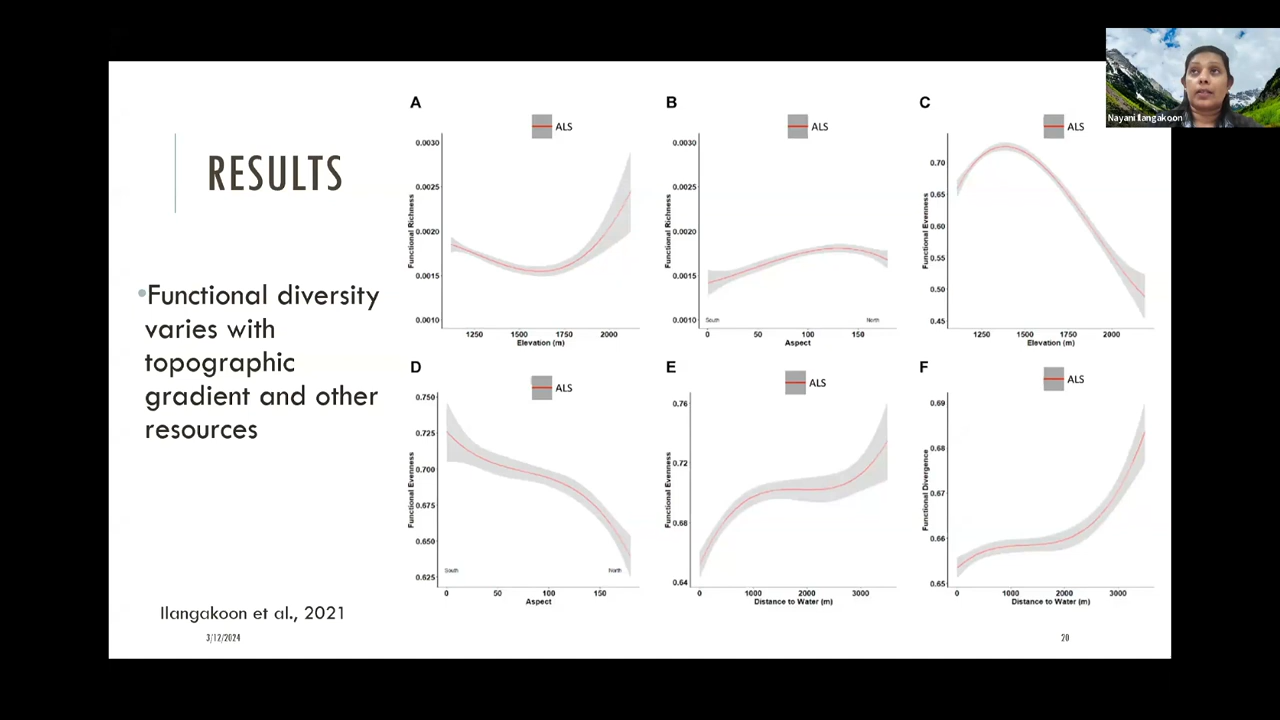 Nayani Ilangakoon
RESULTS
•Functional diversity
varies with
topographic
gradient and other
resources
Ilangakoon et al., 2021
3/12/2024
20
A
ALS
Functional Richness
0.0030
0.0025
0.0020
0.0015
0.0010
1250 1500 1750 2000
Elevation (m)
B
ALS
Functional Richness
0.0030
0.0025
0.0020
0.0015
0.0010
South North
0 50 100 150
Aspect
C
ALS
Functional Evenness
0.70
0.65
0.60
0.55
0.50
0.45
1250 1500 1750 2000
Elevation (m)
D
ALS
Functional Evenness
0.750
0.725
0.700
0.675
0.650
0.625
South North
0 50 100 150
Aspect
E
ALS
Functional Evenness
0.76
0.72
0.68
0.64
0 1000 2000 3000
Distance to Water (m)
F
ALS
Functional Divergence
0.69
0.68
0.67
0.66
0.65
0 1000 2000 3000
Distance to Water (m)